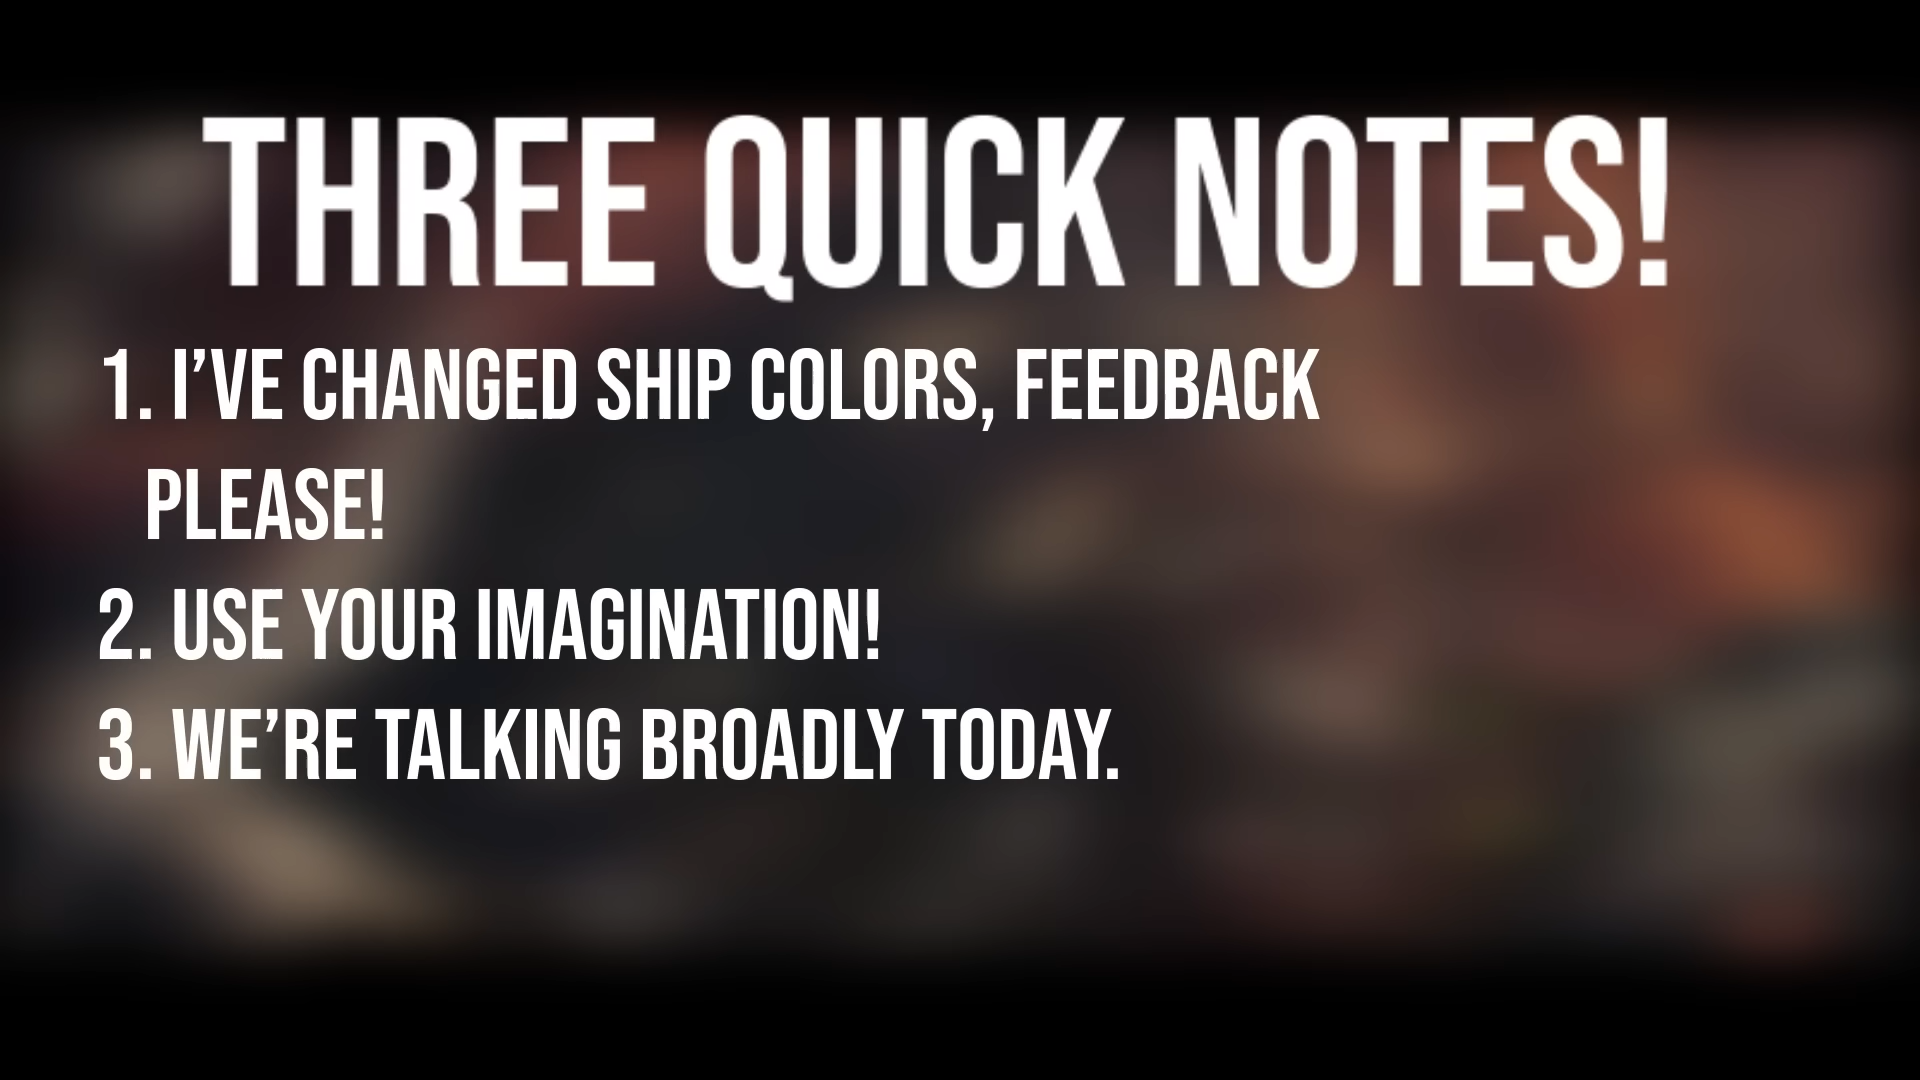 THREE QUICK NOTES!
1. I’VE CHANGED SHIP COLORS, FEEDBACK
PLEASE!
2. USE YOUR IMAGINATION!
3. WE’RE TALKING BROADLY TODAY.